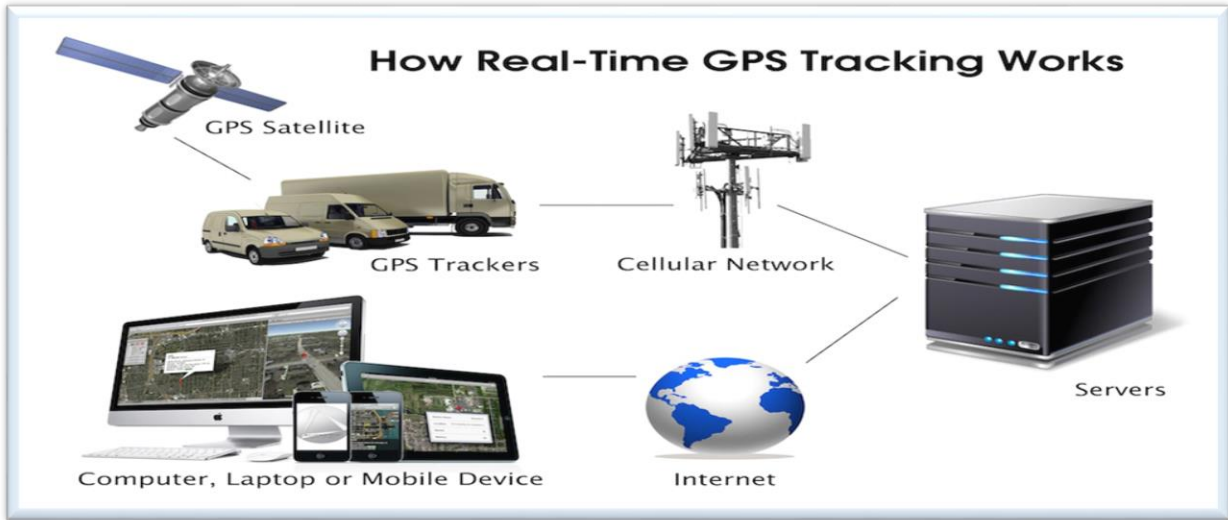 How Real-Time GPS Tracking Works
GPS Satellite
GPS Trackers
Cellular Network
Servers
Computer, Laptop or Mobile Device
Internet